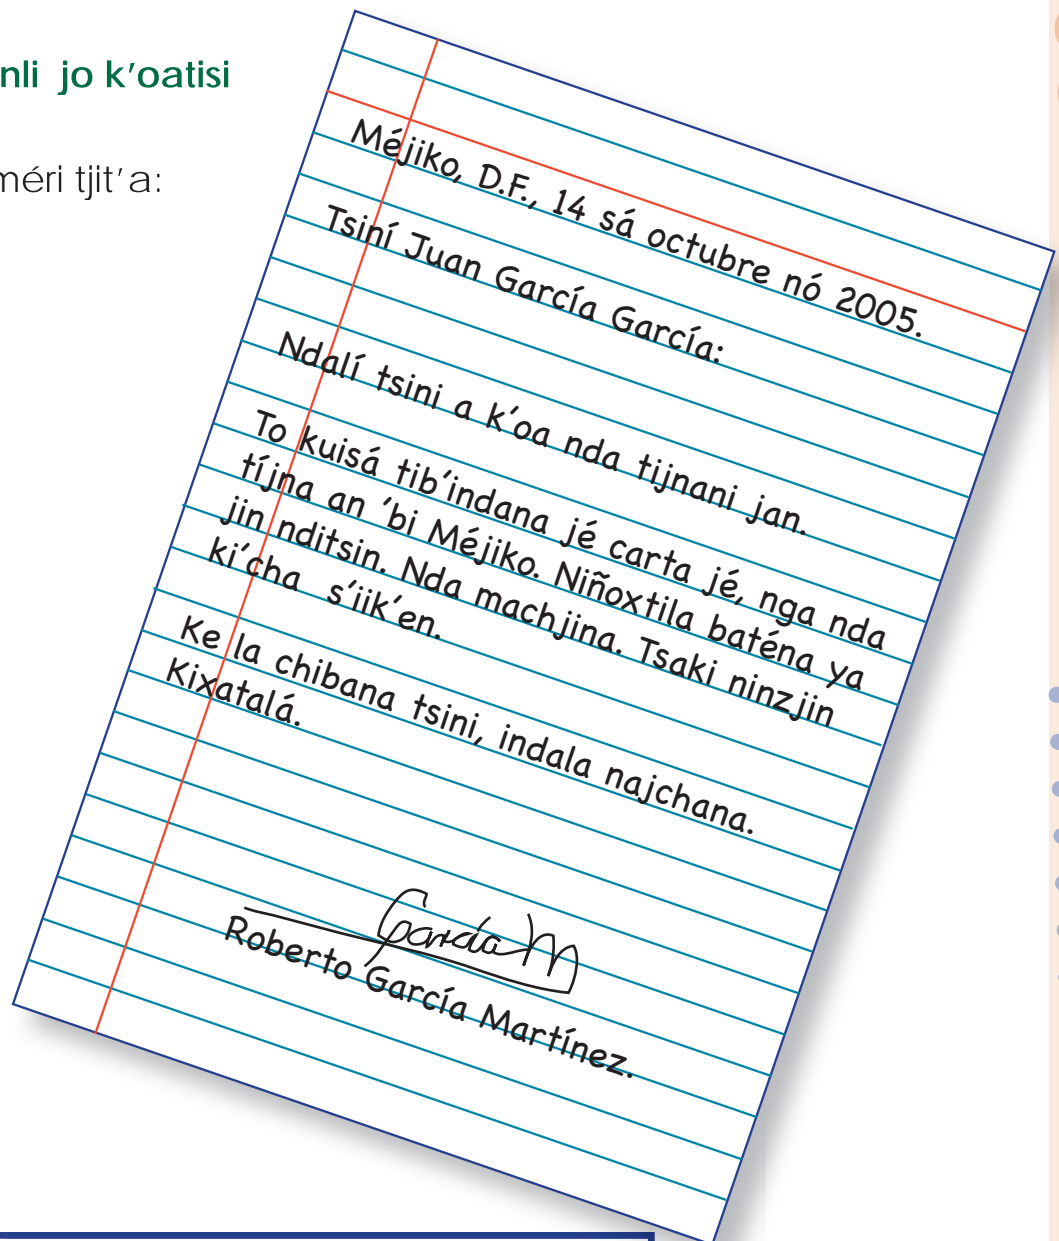 nli jo k'oatisi
méri tjit'a:
Méjiko, D.F., 14 sá octubre nó 2005.
Tsiní Juan García García:
Ndalí tsini a k'oa nda tijnani jan.
To kuisá tib'indana jé carta jé, nga nda
tíjna an 'bi Méjiko. Niñoxtila baténa ya
jin nditsin. Nda machjina. Tsaki ninzjin
ki'cha s'iik'en.
Ke la chibana tsini, indala najchana.
Kixatalá.
García M
Roberto García Martínez.